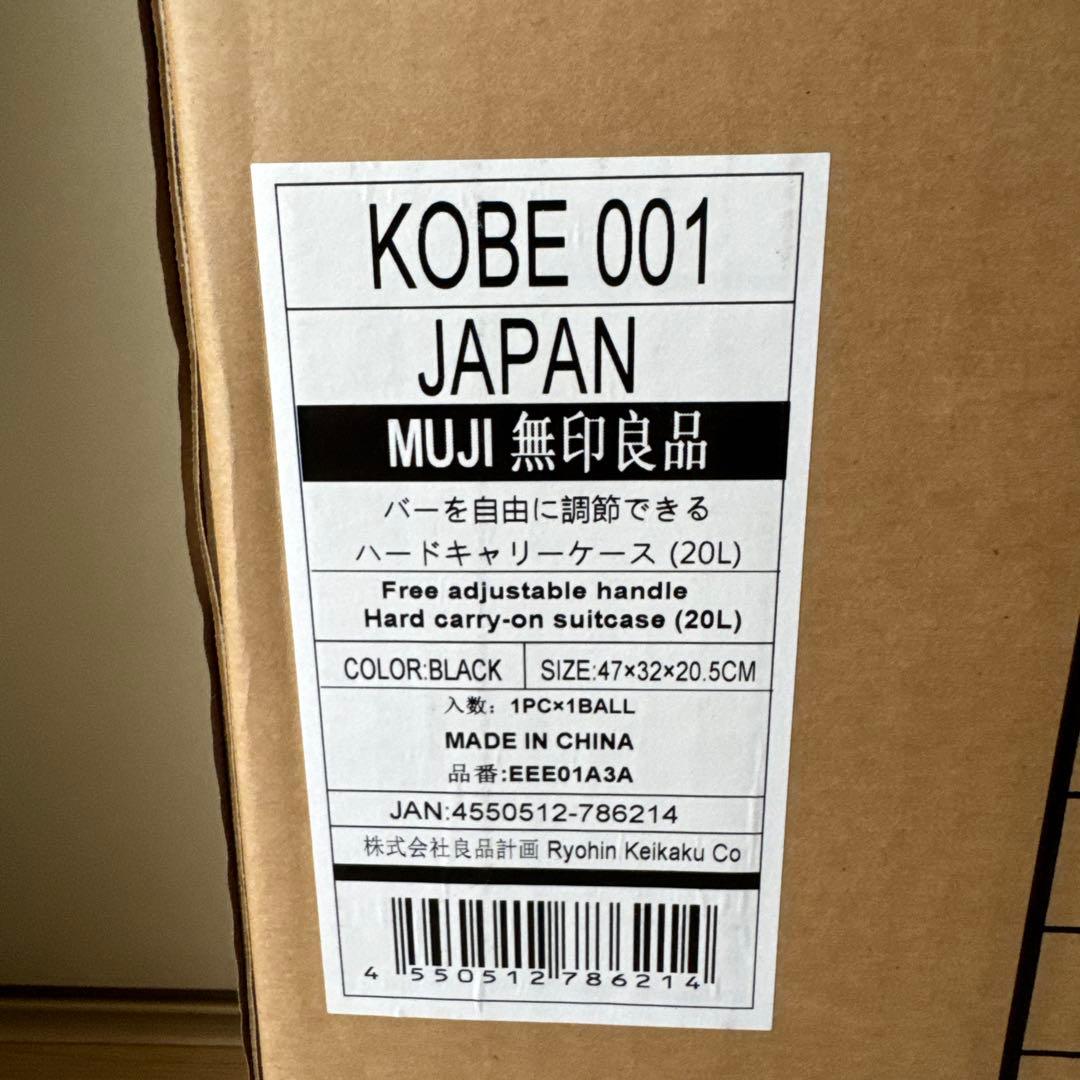 KOBE 001
JAPAN
MUJI 無印良品
バーを自由に調節できる
ハードキャリーケース (20L)
Free adjustable handle
Hard carry-on suitcase (20L)
COLOR:BLACK
SIZE:47×32×20.5CM
入数：1PC×1BALL
MADE IN CHINA
品番:EEE01A3A
JAN:4550512-786214
株式会社良品計画 Ryohin Keikaku Co
4 550512 786214